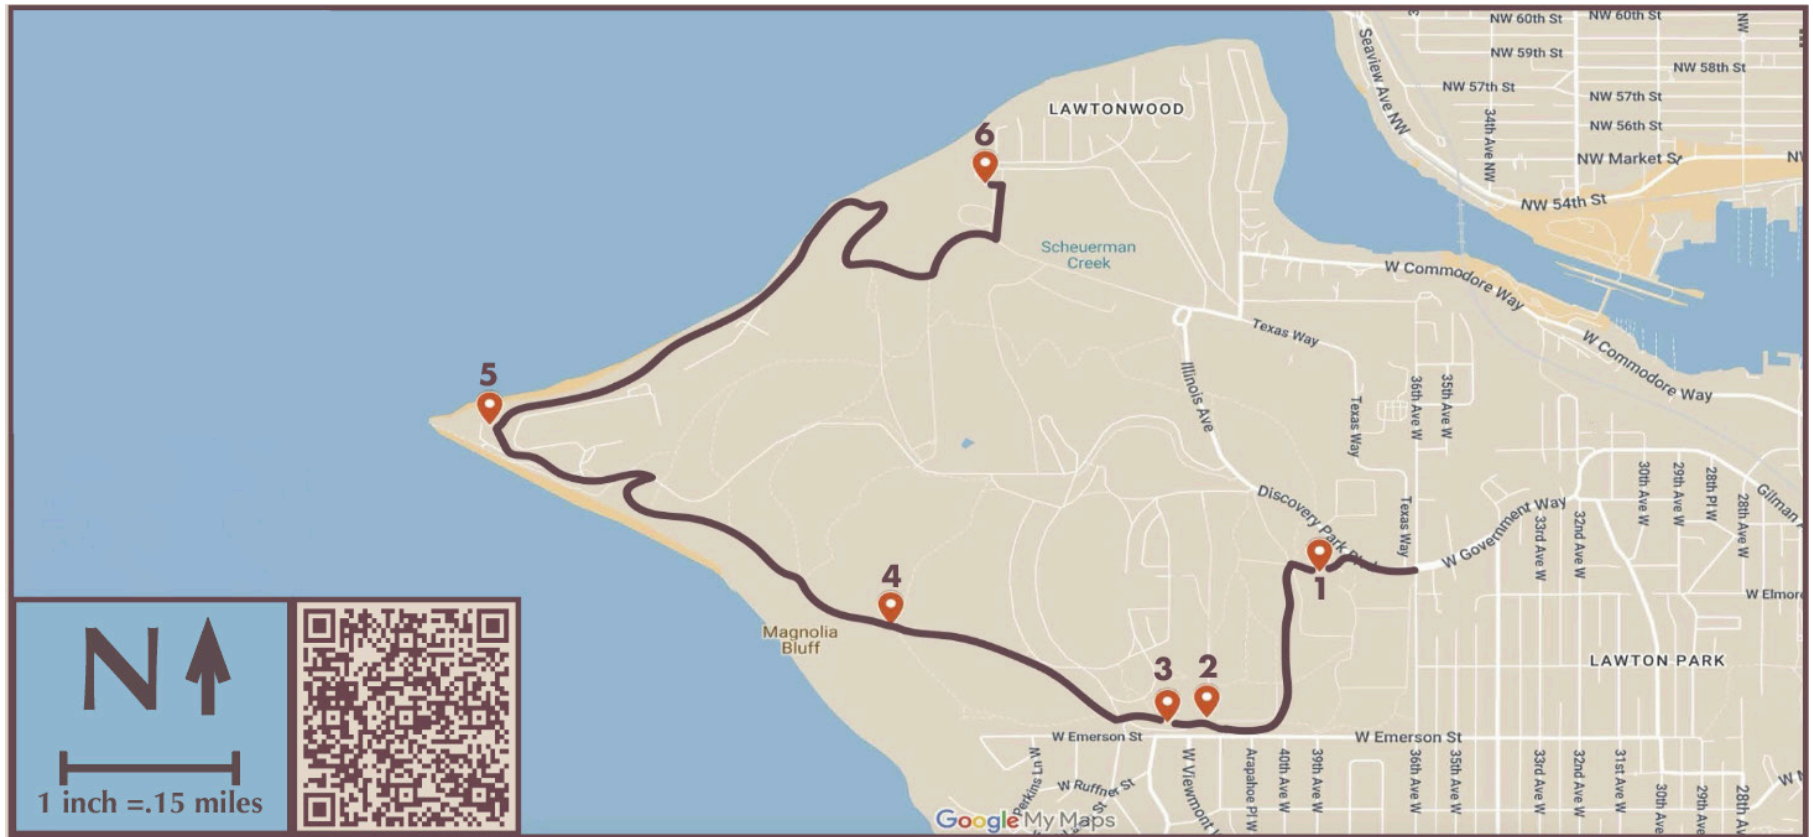 NW 60th St
NW 60th St
NW
NW 59th St
NW 58th St
NW 57th St
NW 57th St
NW 56th St
Seaview Ave NW
34th Ave NW
NW Market St
NW 54th St
LAWTONWOOD
6
Scheuerman
Creek
W Commodore Way
W Commodore Way
Texas Way
Texas Way
Texas Way
Illinois Ave
36th Ave W
35th Ave W
5
Discovery Park Blvd
W Government Way
33rd Ave W
32nd Ave W
30th Ave W
29th Ave W
28th Pl W
28th Ave W
Gilman
1
4
Magnolia
Bluff
W Elmore
LAWTON PARK
3
2
W Emerson St
W Emerson St
W Ruffner St
Perkins Ln W
W Viewmont
Arapahoe Pl W
40th Ave W
39th Ave W
36th Ave W
35th Ave W
33rd Ave W
32nd Ave W
31st Ave W
30th Ave
29th Ave
28th A
N
1 inch =.15 miles
Google My Maps